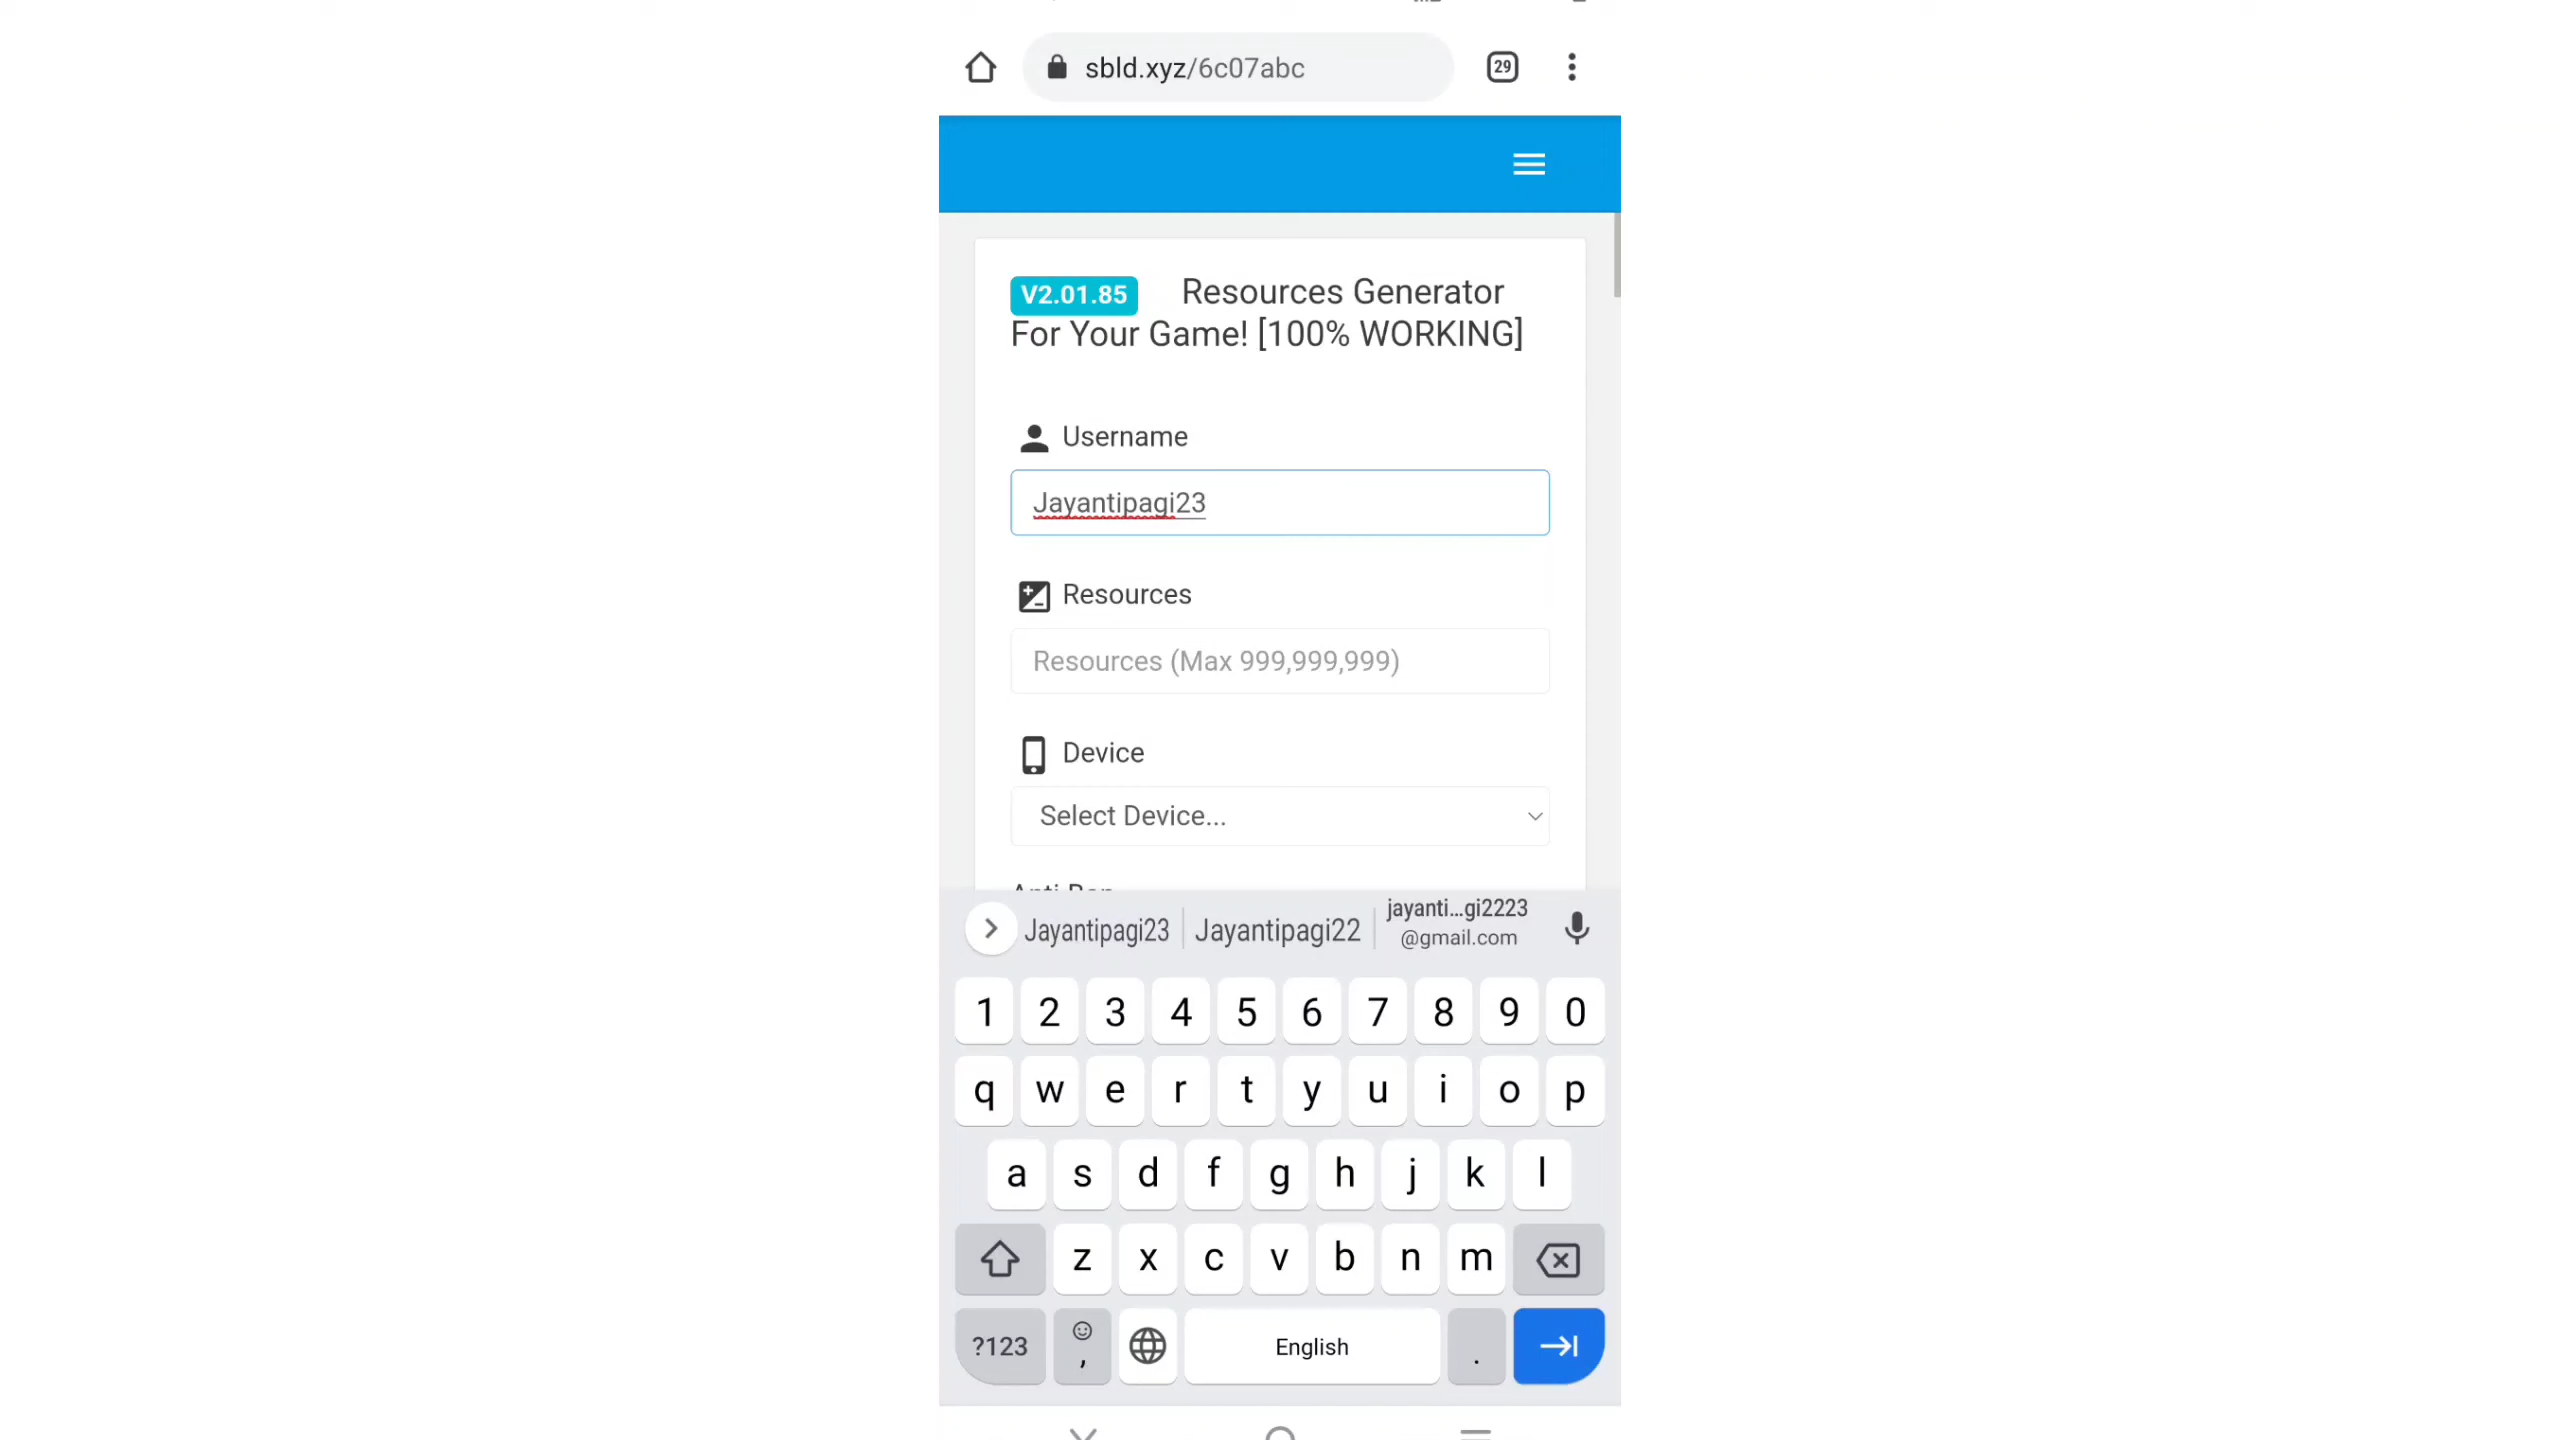 29
sbld.xyz/6c07abc
V2.01.85 Resources Generator
For Your Game! [100% WORKING]
Username
Jayantipagi23
Resources
Resources (Max 999,999,999)
Device
Select Device...
Anti Ban
Jayantipagi23 Jayantipagi22 jayanti...gi2223
@gmail.com
1 2 3 4 5 6 7 8 9 0
q w e r t y u i o p
a s d f g h j k l
z x c v b n m
?123 , English .